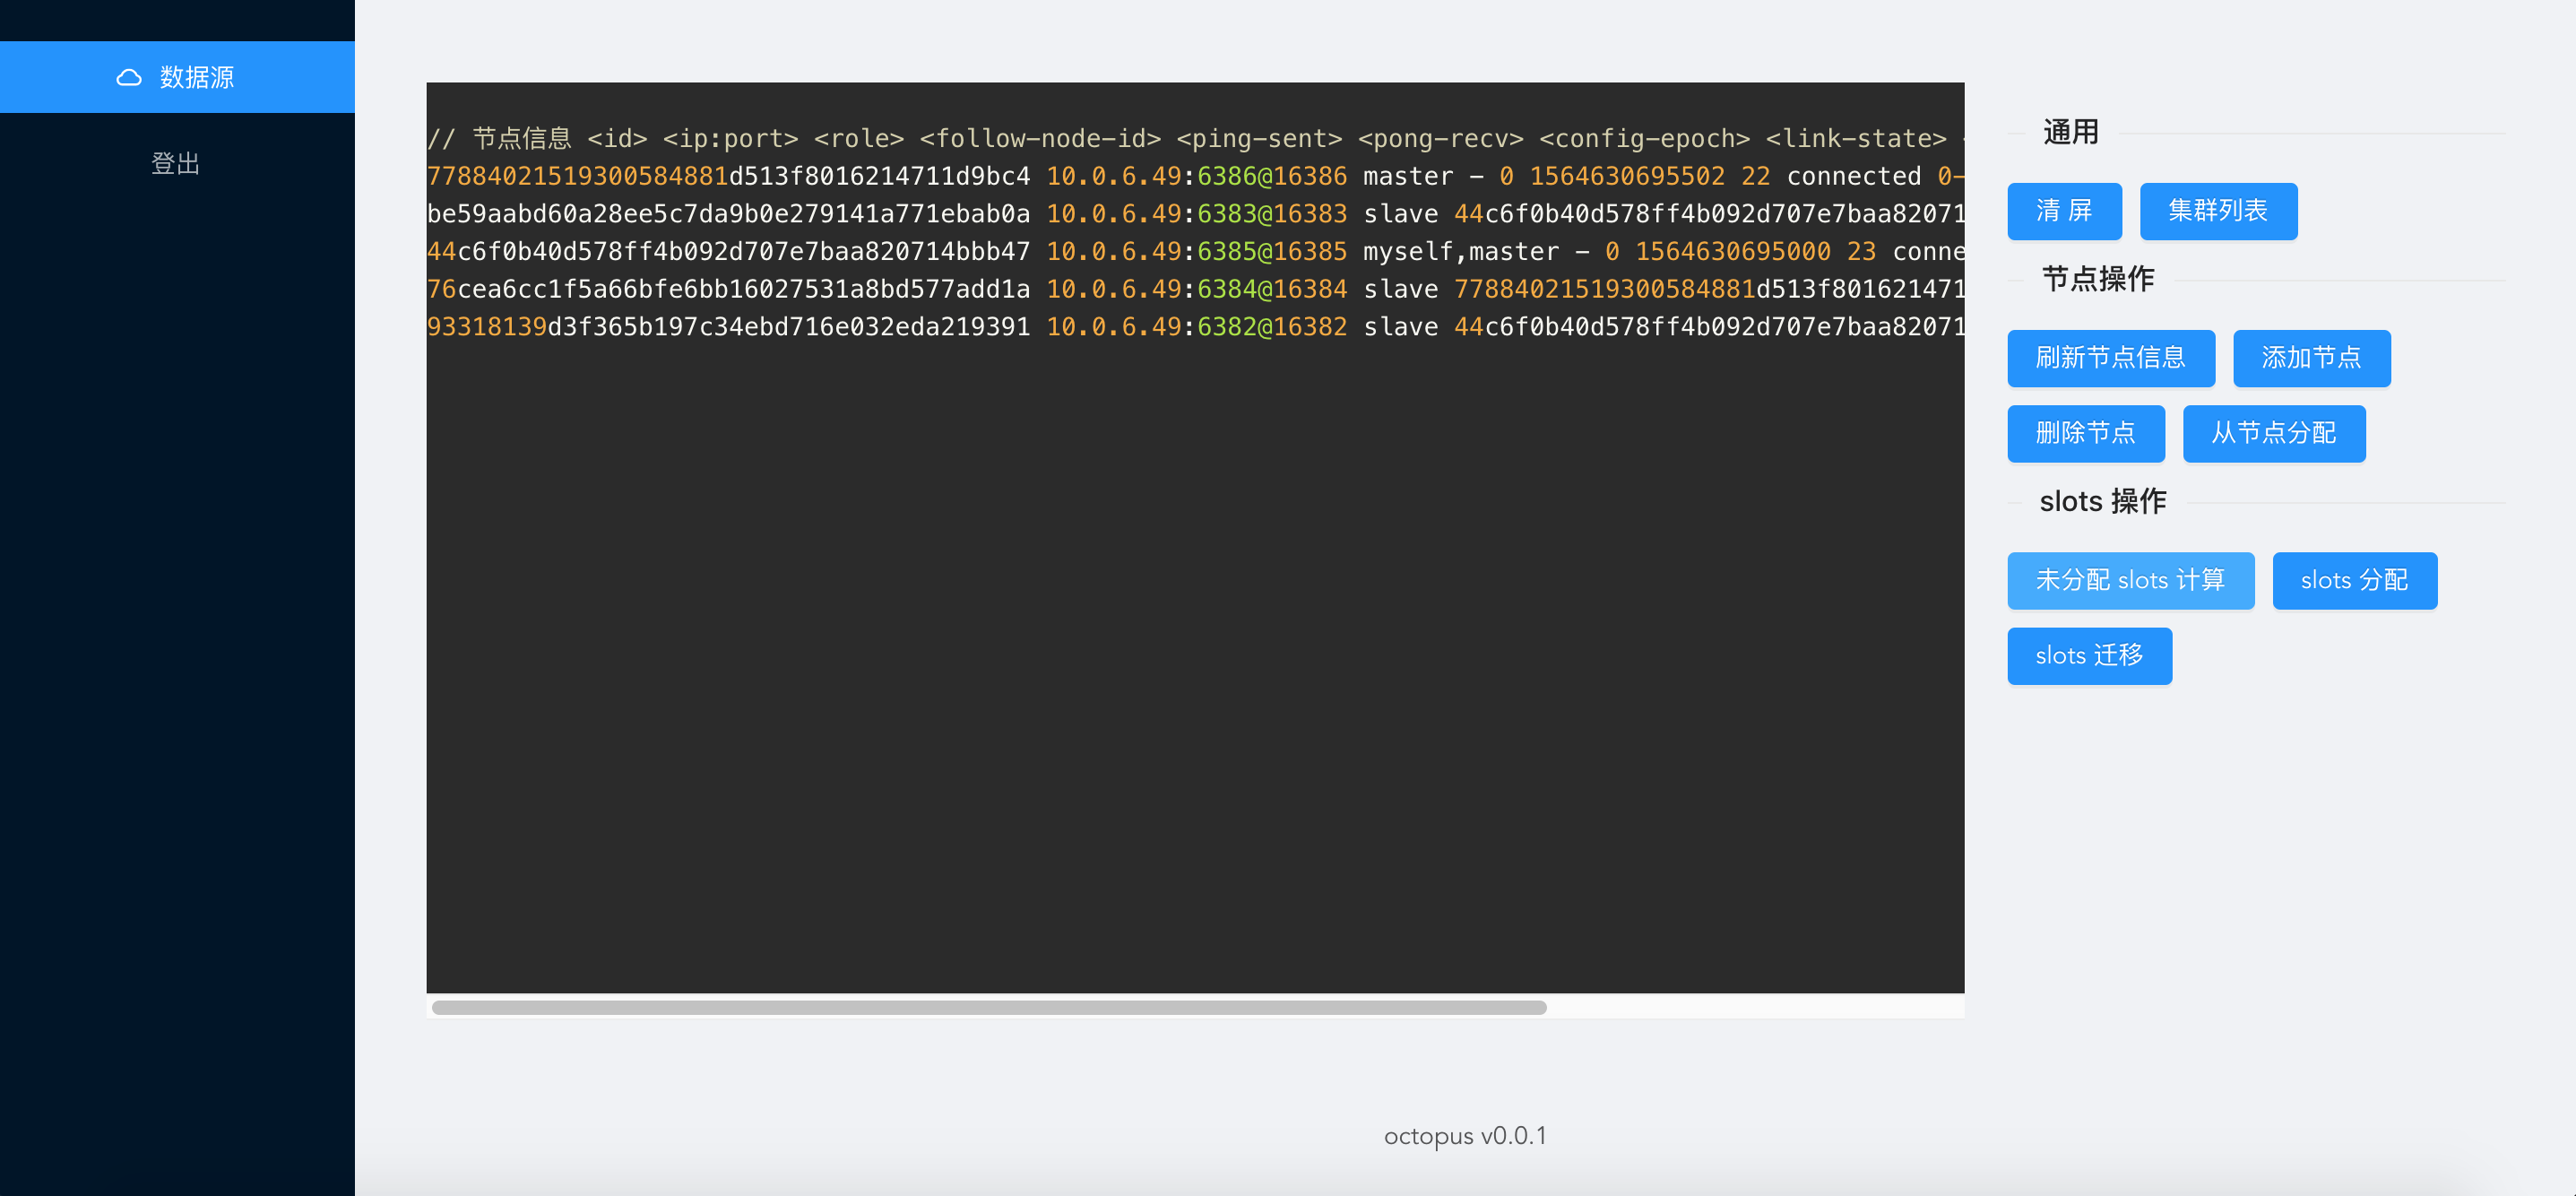 数据源
登出
// 节点信息 <id> <ip:port> <role> <follow-node-id> <ping-sent> <pong-recv> <config-epoch> <link-state>
77884021519300584881d513f8016214711d9bc4 10.0.6.49:6386@16386 master - 0 1564630695502 22 connected 0-
be59aabd60a28ee5c7da9b0e279141a771ebab0a 10.0.6.49:6383@16383 slave 44c6f0b40d578ff4b092d707e7baa82071
44c6f0b40d578ff4b092d707e7baa820714bbb47 10.0.6.49:6385@16385 myself,master - 0 1564630695000 23 conne
76cea6cc1f5a66bfe6bb16027531a8bd577add1a 10.0.6.49:6384@16384 slave 77884021519300584881d513f801621471
93318139d3f365b197c34ebd716e032eda219391 10.0.6.49:6382@16382 slave 44c6f0b40d578ff4b092d707e7baa82071
通用
清 屏 集群列表
节点操作
刷新节点信息 添加节点
删除节点 从节点分配
slots 操作
未分配 slots 计算 slots 分配
slots 迁移
octopus v0.0.1